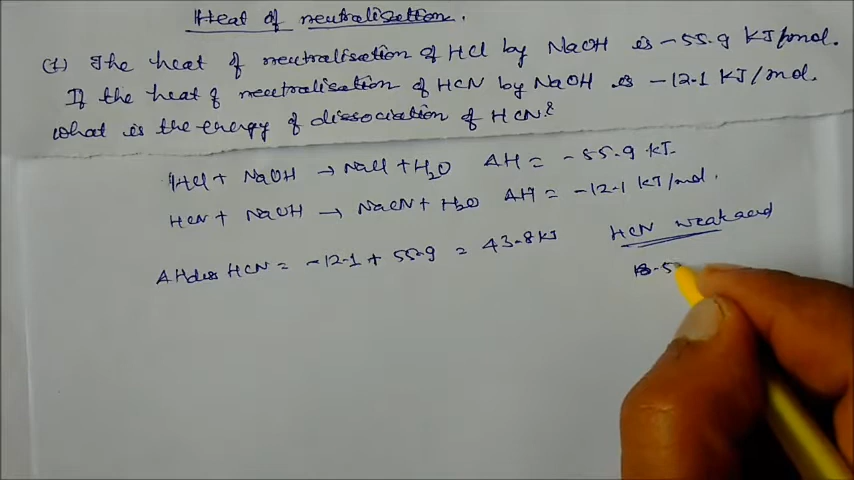 Heat of neutralisation.
(1) The heat of neutralisation of HCl by NaOH is -55.9 KJ/mol.
If the heat of neutralisation of HCN by NaOH is -12.1 KJ/mol.
what is the energy of dissociation of HCN?
HCl + NaOH → NaCl + H2O ΔH = -55.9 KJ.
HCN + NaOH → NaCN + H2O ΔH = -12.1 KJ/mol.
HCN weak acid
ΔHdiss HCN = -12.1 + 55.9 = 43.8 KJ